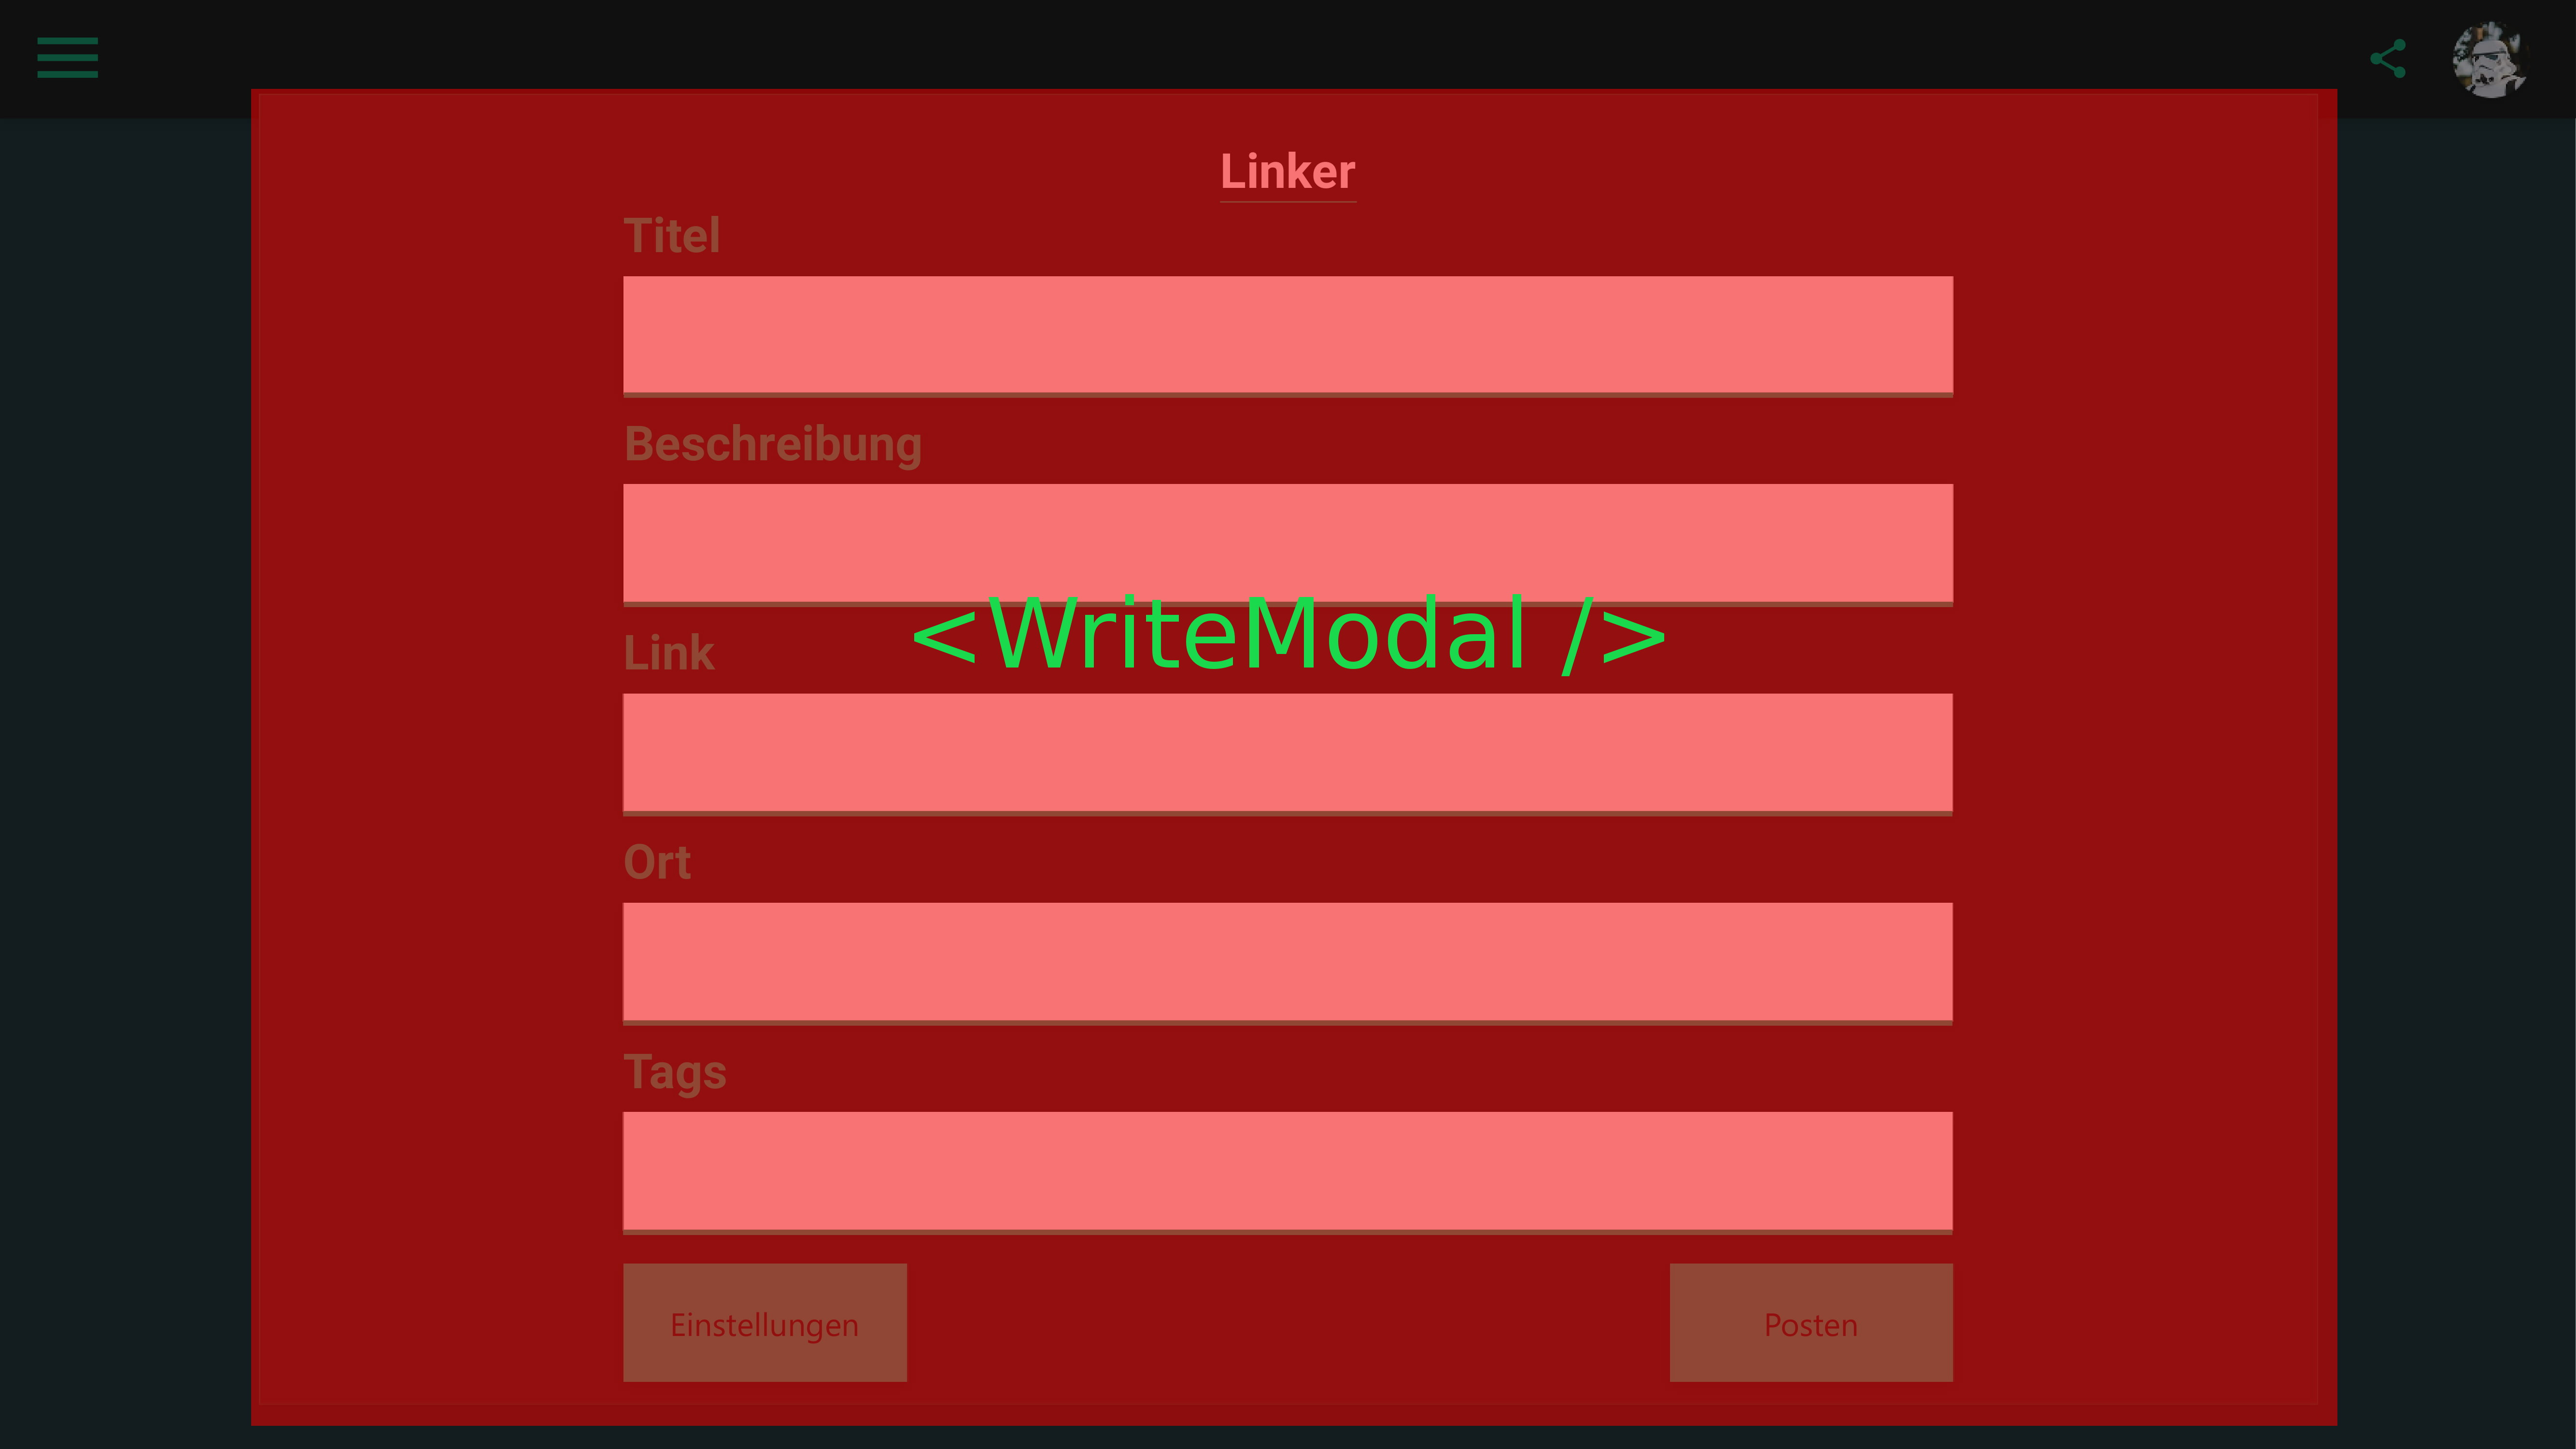 Linker
Titel
Beschreibung
<WriteModal />
Link
Ort
Tags
Einstellungen
Posten